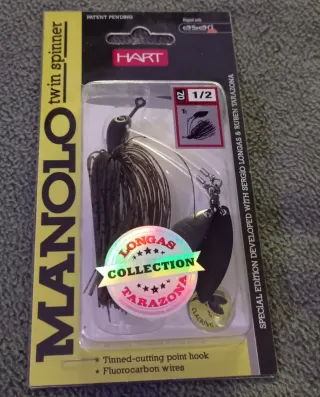 PATENT PENDING
HART
MANOLO
twin spinner
ZO
1/2
LONGAS
COLLECTION
TARAZONA
SPECIAL EDITION DEVELOPED WITH SERGIO LONGAS & RUBEN TARAZONA
* Tinned-cutting point hook
* Fluorocarbon wires